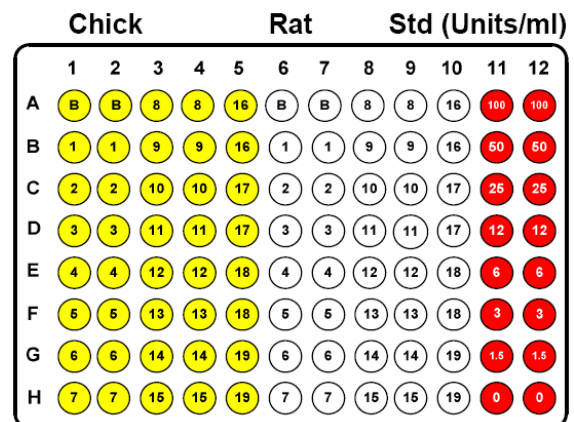 Chick Rat Std (Units/ml)
1 2 3 4 5 6 7 8 9 10 11 12
A B B 8 8 16 B B 8 8 16 100 100
B 1 1 9 9 16 1 1 9 9 16 50 50
C 2 2 10 10 17 2 2 10 10 17 25 25
D 3 3 11 11 17 3 3 11 11 17 12 12
E 4 4 12 12 18 4 4 12 12 18 6 6
F 5 5 13 13 18 5 5 13 13 18 3 3
G 6 6 14 14 19 6 6 14 14 19 1.5 1.5
H 7 7 15 15 19 7 7 15 15 19 0 0